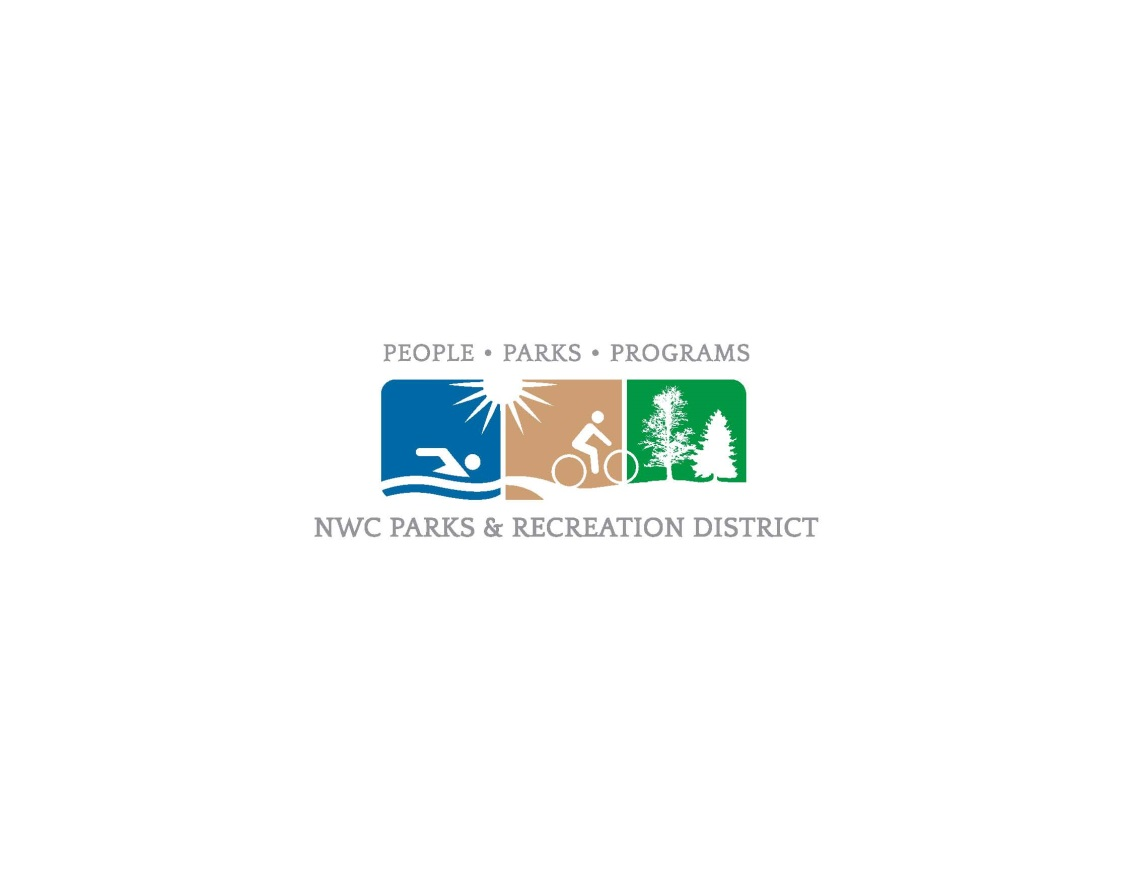 PEOPLE • PARKS • PROGRAMS
NWC PARKS & RECREATION DISTRICT